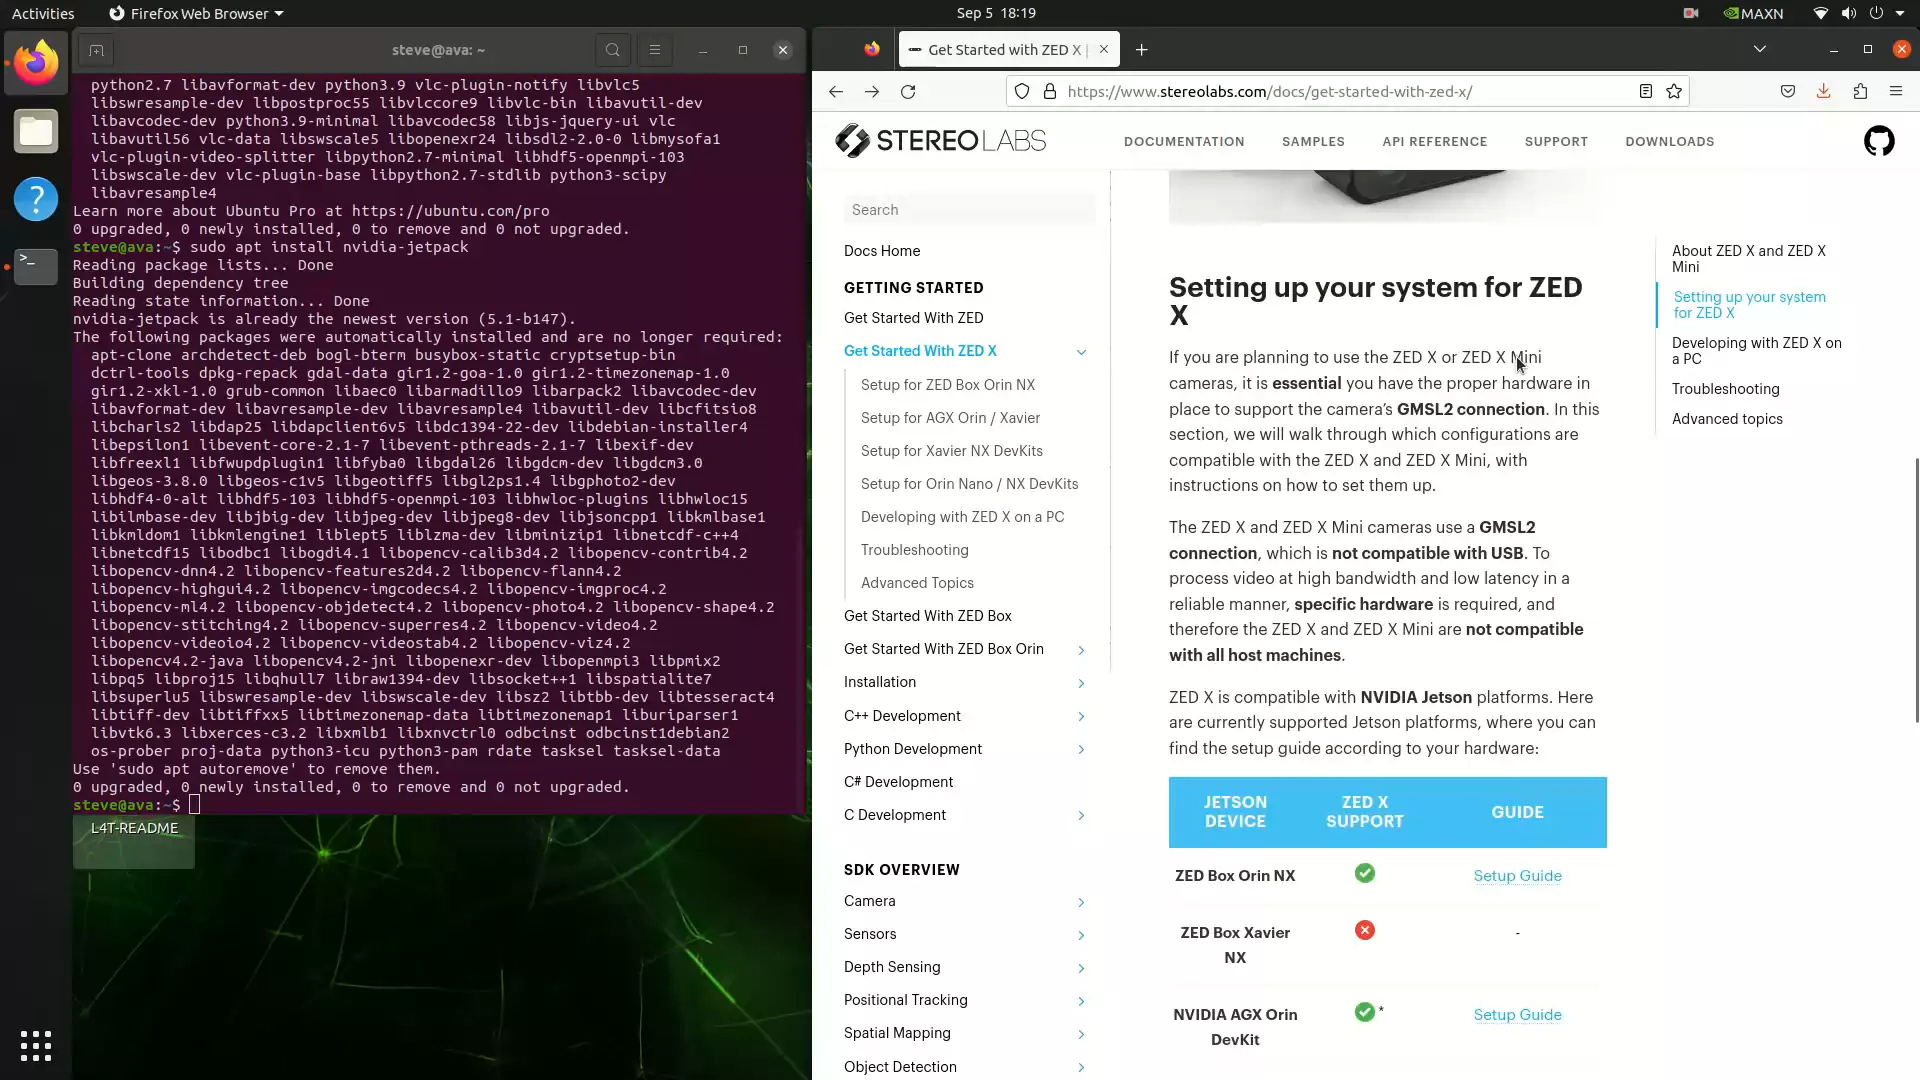 Activities
Firefox Web Browser
Sep 5 18:19
MAXN
steve@ava: ~
python2.7 libavformat-dev python3.9 vlc-plugin-notify libvlc5
libswresample-dev libpostproc55 libvlccore9 libvlc-bin libavutil-dev
libavcodec-dev python3.9-minimal libavcodec58 libjs-jquery-ui vlc
libavutil56 vlc-data libswscale5 libopenexr24 libsdl2-2.0-0 libmysofa1
vlc-plugin-video-splitter libpython2.7-minimal libhdf5-openmpi-103
libswscale-dev vlc-plugin-base libpython2.7-stdlib python3-scipy
libavresample4
Learn more about Ubuntu Pro at https://ubuntu.com/pro
0 upgraded, 0 newly installed, 0 to remove and 0 not upgraded.
steve@ava:~$ sudo apt install nvidia-jetpack
Reading package lists... Done
Building dependency tree
Reading state information... Done
nvidia-jetpack is already the newest version (5.1-b147).
The following packages were automatically installed and are no longer required:
apt-clone archdetect-deb bogl-bterm busybox-static cryptsetup-bin
dctrl-tools dpkg-repack gdal-data gir1.2-goa-1.0 gir1.2-timezonemap-1.0
gir1.2-xkl-1.0 grub-common libaec0 libarmadillo9 libarpack2 libavcodec-dev
libavformat-dev libavresample-dev libavresample4 libavutil-dev libcfitsio8
libcharls2 libdap25 libdapclient6v5 libdc1394-22-dev libdebian-installer4
libepsilon1 libevent-core-2.1-7 libevent-pthreads-2.1-7 libexif-dev
libfreexl1 libfwupdplugin1 libfyba0 libgdal26 libgdcm-dev libgdcm3.0
libgeos-3.8.0 libgeos-c1v5 libgeotiff5 libgl2ps1.4 libgphoto2-dev
libhdf4-0-alt libhdf5-103 libhdf5-openmpi-103 libhwloc-plugins libhwloc15
libilmbase-dev libjbig-dev libjpeg-dev libjpeg8-dev libjsoncpp1 libkmlbase1
libkmldom1 libkmlengine1 liblept5 liblzma-dev libminizip1 libnetcdf-c++4
libnetcdf15 libodbc1 libogdi4.1 libopencv-calib3d4.2 libopencv-contrib4.2
libopencv-dnn4.2 libopencv-features2d4.2 libopencv-flann4.2
libopencv-highgui4.2 libopencv-imgcodecs4.2 libopencv-imgproc4.2
libopencv-ml4.2 libopencv-objdetect4.2 libopencv-photo4.2 libopencv-shape4.2
libopencv-stitching4.2 libopencv-superres4.2 libopencv-video4.2
libopencv-videoio4.2 libopencv-videostab4.2 libopencv-viz4.2
libopencv4.2-java libopencv4.2-jni libopenexr-dev libopenmpi3 libpmix2
libpq5 libproj15 libqhull7 libraw1394-dev libsocket++1 libspatialite7
libsuperlu5 libswresample-dev libswscale-dev libsz2 libtbb-dev libtesseract4
libtiff-dev libtiffxx5 libtimezonemap-data libtimezonemap1 liburiparser1
libvtk6.3 libxerces-c3.2 libxmlb1 libxnvctrl0 odbcinst odbcinst1debian2
os-prober proj-data python3-icu python3-pam rdate tasksel tasksel-data
Use 'sudo apt autoremove' to remove them.
0 upgraded, 0 newly installed, 0 to remove and 0 not upgraded.
steve@ava:~$
L4T-README
Get Started with ZED X |
https://www.stereolabs.com/docs/get-started-with-zed-x/
STEREOLABS
DOCUMENTATION
SAMPLES
API REFERENCE
SUPPORT
DOWNLOADS
Search
Docs Home
GETTING STARTED
Get Started With ZED
Get Started With ZED X
Setup for ZED Box Orin NX
Setup for AGX Orin / Xavier
Setup for Xavier NX DevKits
Setup for Orin Nano / NX DevKits
Developing with ZED X on a PC
Troubleshooting
Advanced Topics
Get Started With ZED Box
Get Started With ZED Box Orin
Installation
C++ Development
Python Development
C# Development
C Development
SDK OVERVIEW
Camera
Sensors
Depth Sensing
Positional Tracking
Spatial Mapping
Object Detection
Setting up your system for ZED
X
If you are planning to use the ZED X or ZED X Mini
cameras, it is essential you have the proper hardware in
place to support the camera's GMSL2 connection. In this
section, we will walk through which configurations are
compatible with the ZED X and ZED X Mini, with
instructions on how to set them up.
The ZED X and ZED X Mini cameras use a GMSL2
connection, which is not compatible with USB. To
process video at high bandwidth and low latency in a
reliable manner, specific hardware is required, and
therefore the ZED X and ZED X Mini are not compatible
with all host machines.
ZED X is compatible with NVIDIA Jetson platforms. Here
are currently supported Jetson platforms, where you can
find the setup guide according to your hardware:
JETSON
DEVICE
ZED X
SUPPORT
GUIDE
ZED Box Orin NX
Setup Guide
ZED Box Xavier
NX
-
NVIDIA AGX Orin
DevKit
*
Setup Guide
About ZED X and ZED X
Mini
Setting up your system
for ZED X
Developing with ZED X on
a PC
Troubleshooting
Advanced topics